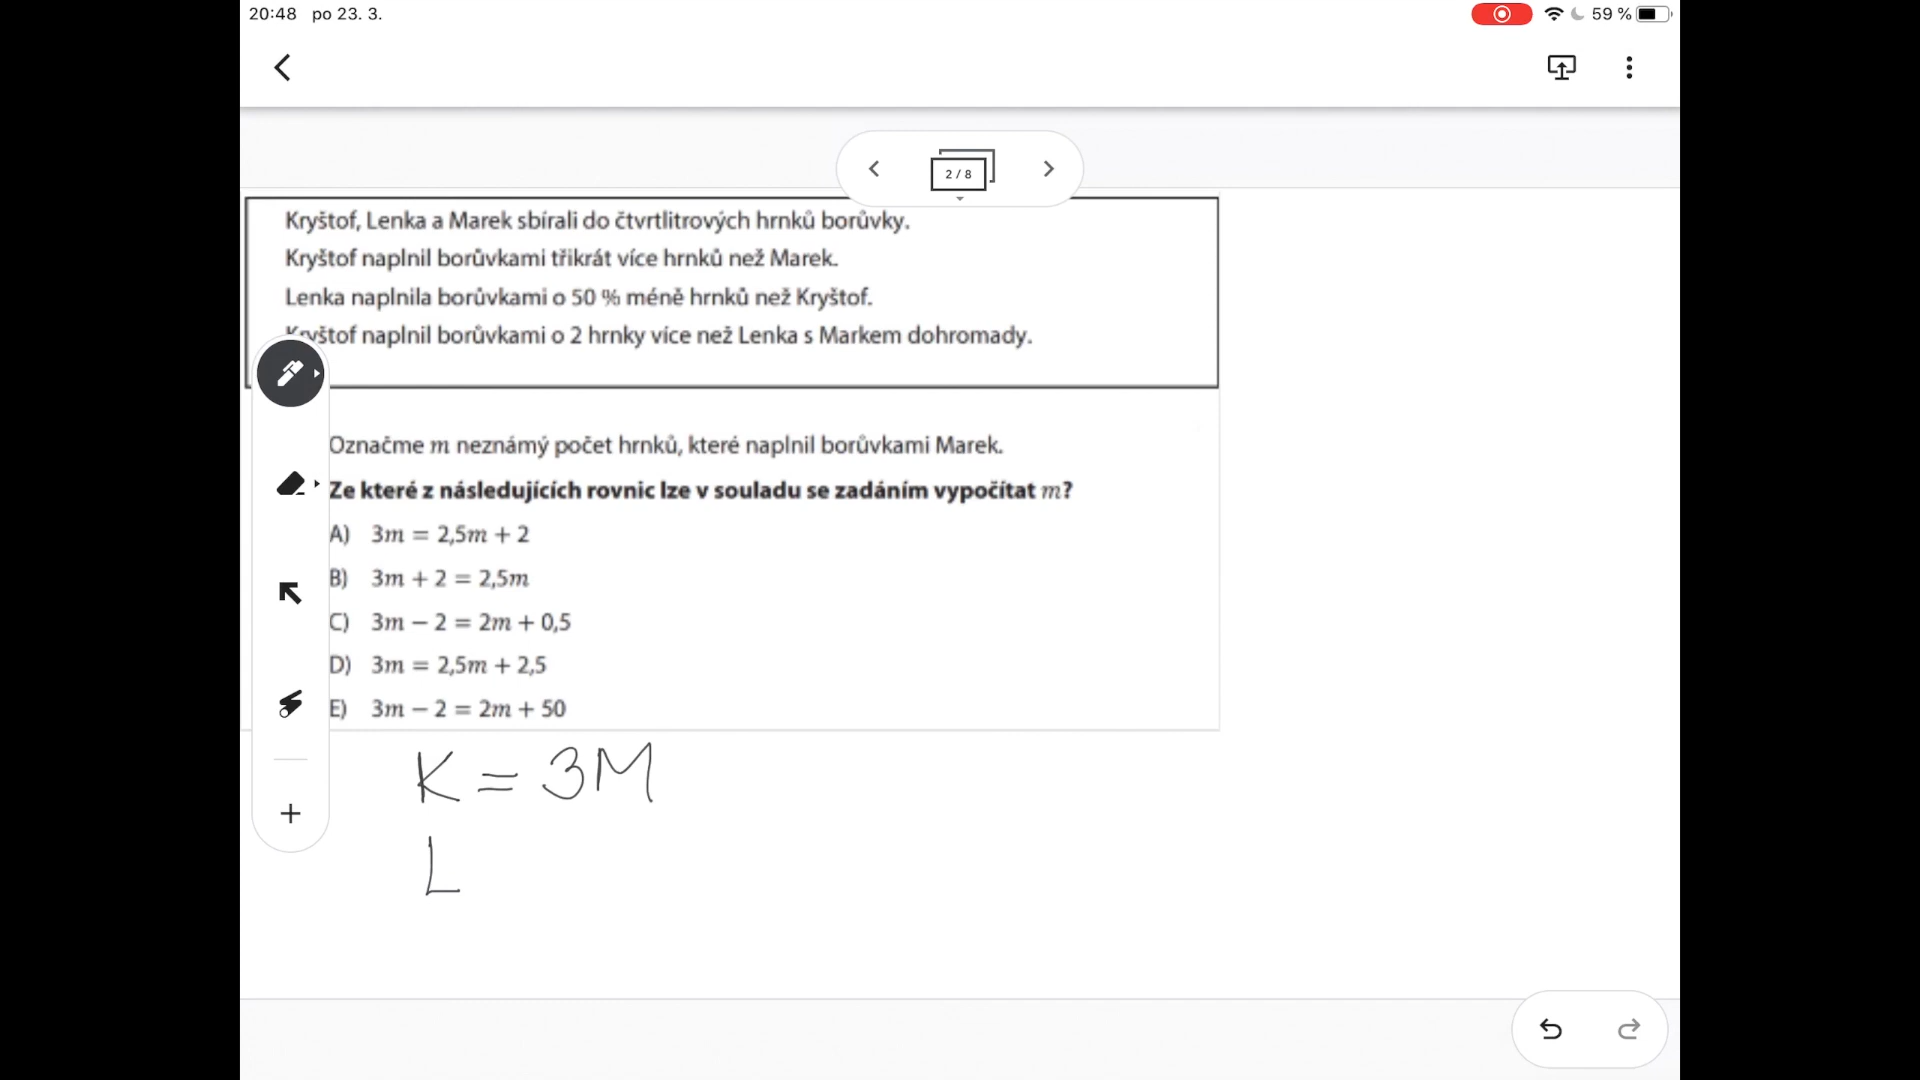 20:48 po 23. 3.
59 %
2 / 8
Kryštof, Lenka a Marek sbírali do čtvrtlitrových hrnků borůvky.
Kryštof naplnil borůvkami třikrát více hrnků než Marek.
Lenka naplnila borůvkami o 50 % méně hrnků než Kryštof.
Kryštof naplnil borůvkami o 2 hrnky více než Lenka s Markem dohromady.
Označme m neznámý počet hrnků, které naplnil borůvkami Marek.
Ze které z následujících rovnic lze v souladu se zadáním vypočítat m?
A) 3m = 2,5m + 2
B) 3m + 2 = 2,5m
C) 3m − 2 = 2m + 0,5
D) 3m = 2,5m + 2,5
E) 3m − 2 = 2m + 50
K = 3M
L